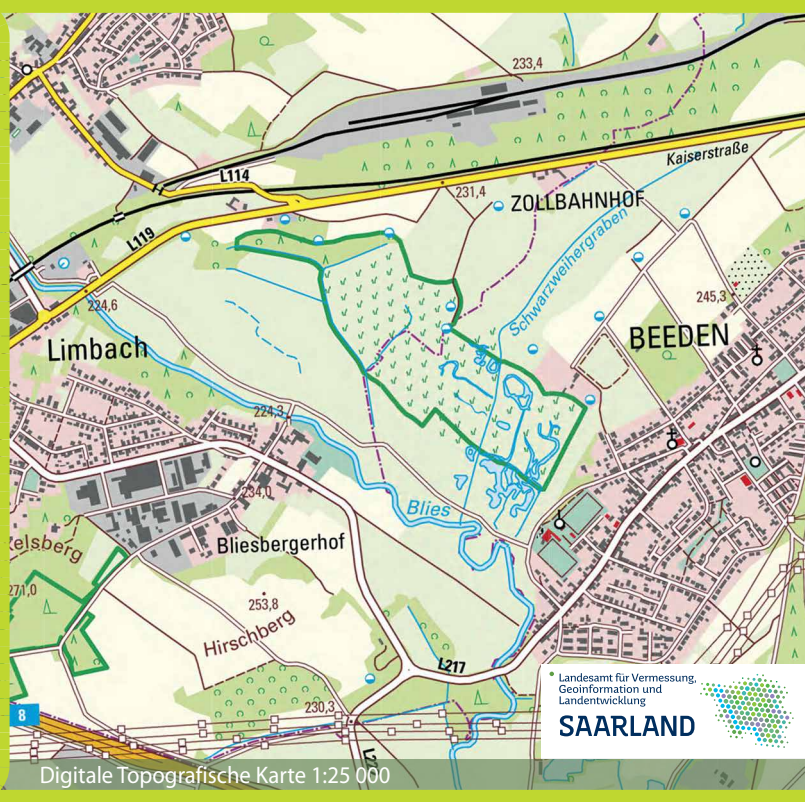 233,4
L114
Kaiserstraße
231,4
ZOLLBAHNHOF
L119
Schwarzweihergraben
245,3
224,6
Limbach
BEEDEN
224,3
234,0
Blies
Bliesbergerhof
elsberg
271,0
253,8
Hirschberg
L217
230,3
8
Landesamt für Vermessung,
Geoinformation und
Landentwicklung
SAARLAND
Digitale Topografische Karte 1:25 000